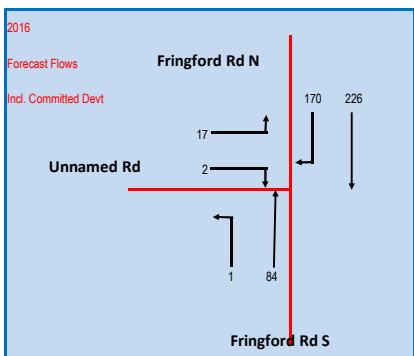 2016
Forecast Flows
Fringford Rd N
Incl. Committed Devt
170 226
17
Unnamed Rd
2
1 84
Fringford Rd S